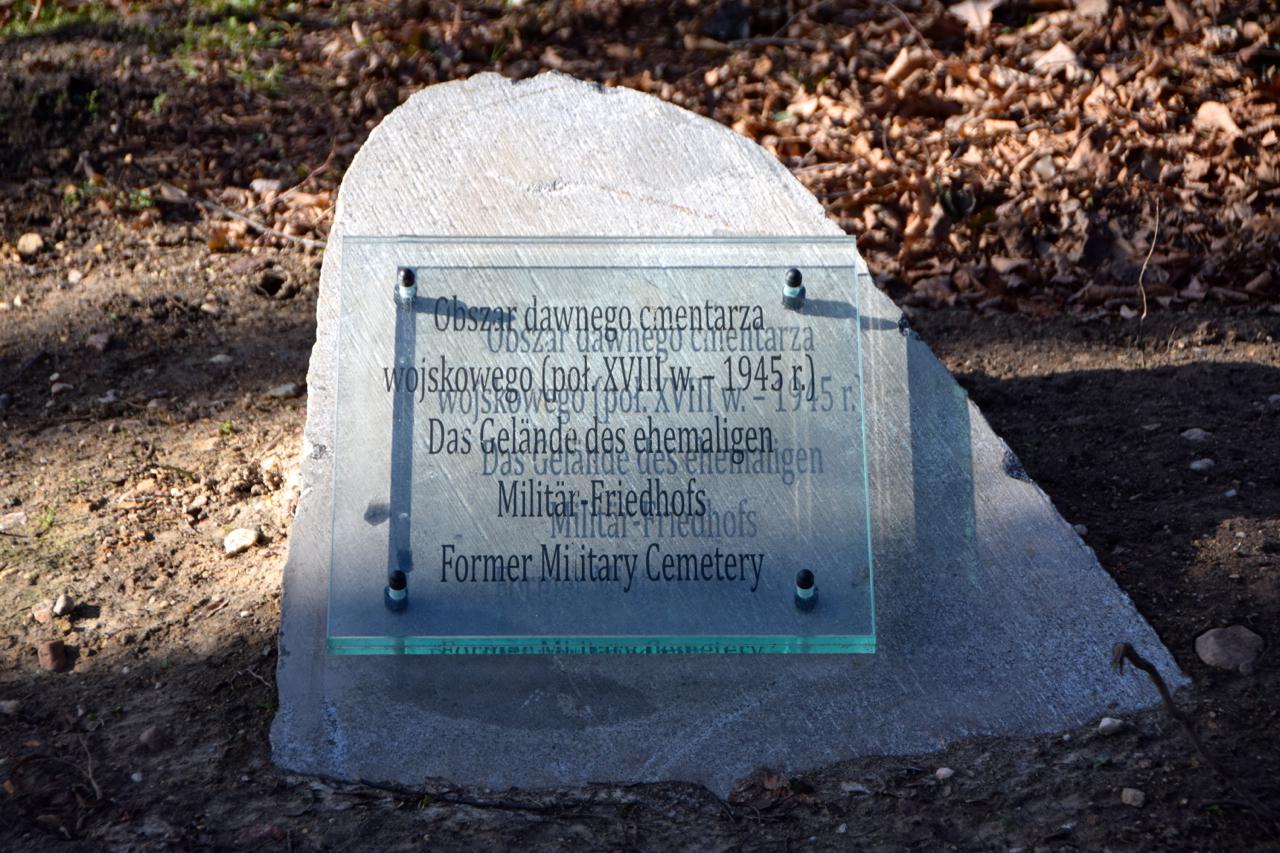 Obszar dawnego cmentarza
wojskowego (poł. XVIII w. – 1945 r.)
Das Gelände des ehemaligen
Militär-Friedhofs
Former Military Cemetery